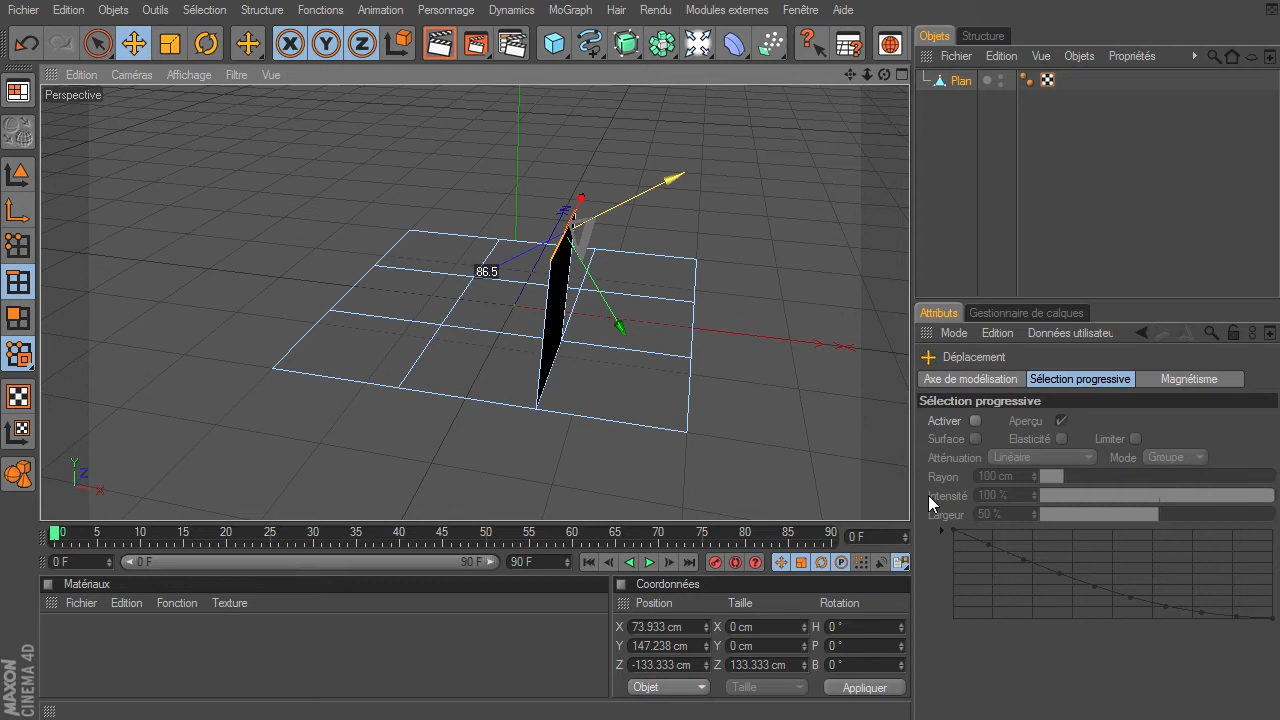 Fichier Edition Objets Outils Sélection Structure Fonctions Animation Personnage Dynamics MoGraph Hair Rendu Modules externes Fenêtre Aide
X Y Z
Objets Structure
Edition Caméras Affichage Filtre Vue
Fichier Edition Vue Objets Propriétés
Perspective
Plan
86.5
Y
Z
X
Attributs Gestionnaire de calques
Mode Edition Données utilisateu
Déplacement
Axe de modélisation Sélection progressive Magnétisme
Sélection progressive
Activer Aperçu
Surface Elasticité Limiter
Atténuation Linéaire Mode Groupe
Rayon 100 cm
Intensité 100 %
Largeur 50 %
0 5 10 15 20 25 30 35 40 45 50 55 60 65 70 75 80 85 90 0 F
0 F 0 F 90 F 90 F P
Matériaux
Fichier Edition Fonction Texture
Coordonnées
Position Taille Rotation
X 73.933 cm X 0 cm H 0 °
Y 147.238 cm Y 0 cm P 0 °
Z -133.333 cm Z 133.333 cm B 0 °
Objet Taille Appliquer
MAXON
CINEMA 4D